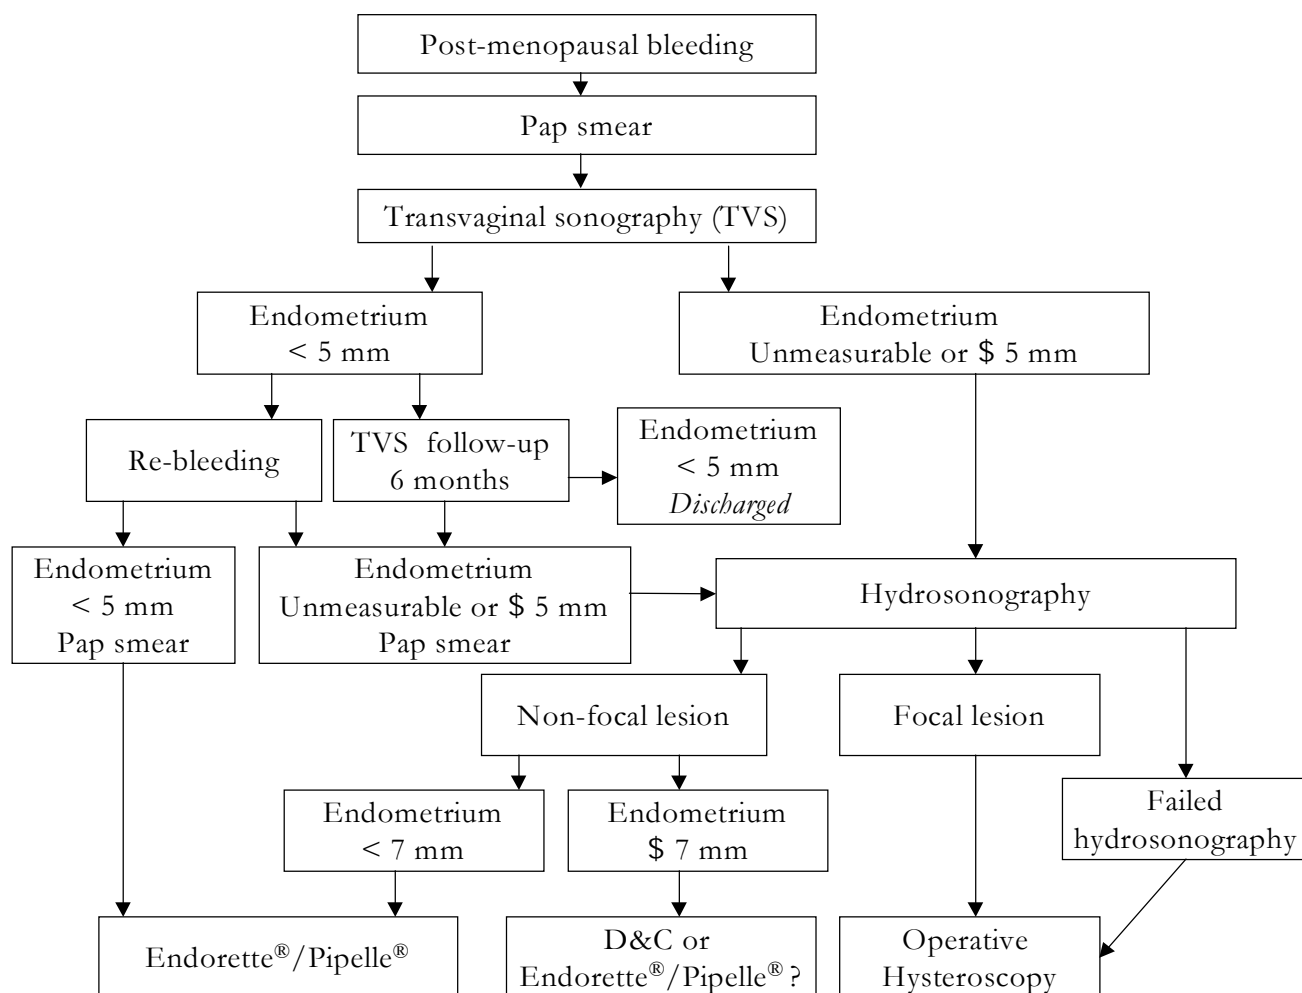 Post-menopausal bleeding
Pap smear
Transvaginal sonography (TVS)
Endometrium
< 5 mm
Endometrium
Unmeasurable or $ 5 mm
Re-bleeding
TVS follow-up
6 months
Endometrium
< 5 mm
Discharged
Endometrium
< 5 mm
Pap smear
Endometrium
Unmeasurable or $ 5 mm
Pap smear
Hydrosonography
Non-focal lesion
Focal lesion
Failed
hydrosonography
Endometrium
< 7 mm
Endometrium
$ 7 mm
Endorette®/Pipelle®
D&C or
Endorette®/Pipelle® ?
Operative
Hysteroscopy